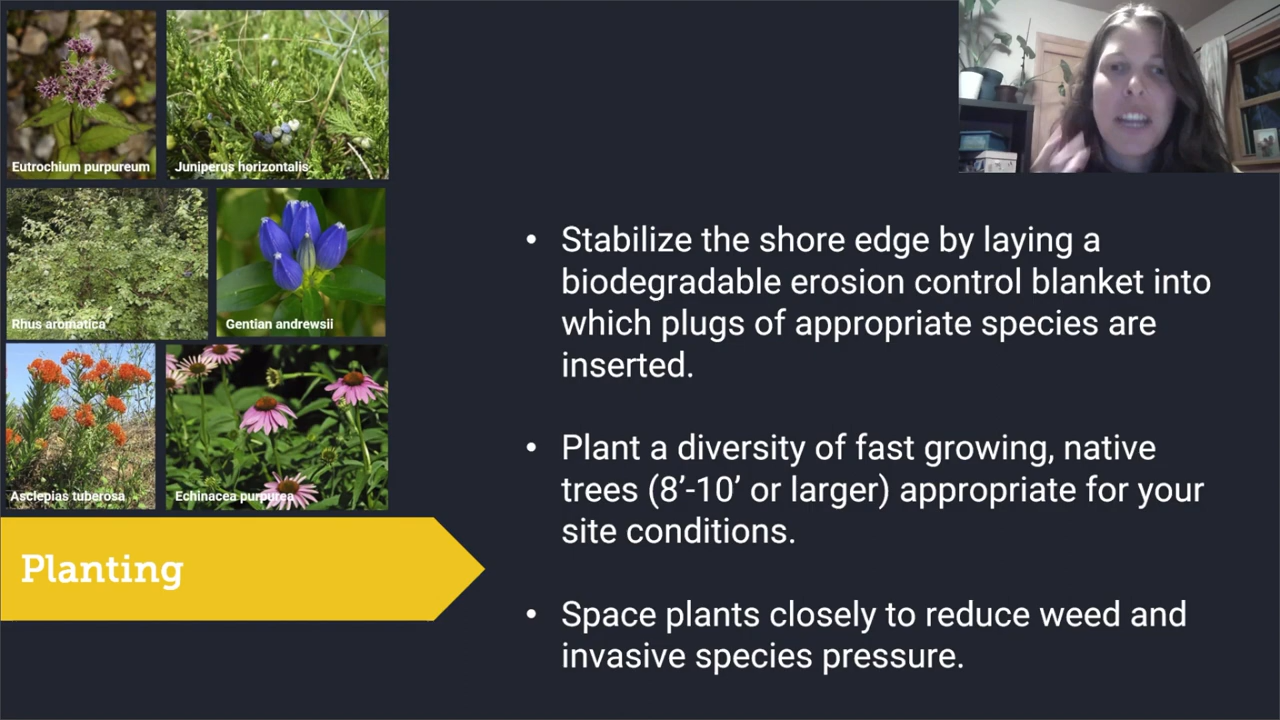 Eutrochium purpureum
Juniperus horizontalis
Rhus aromatica
Gentian andrewsii
Asclepias tuberosa
Echinacea purpurea
Planting
• Stabilize the shore edge by laying a
biodegradable erosion control blanket into
which plugs of appropriate species are
inserted.
• Plant a diversity of fast growing, native
trees (8’-10’ or larger) appropriate for your
site conditions.
• Space plants closely to reduce weed and
invasive species pressure.